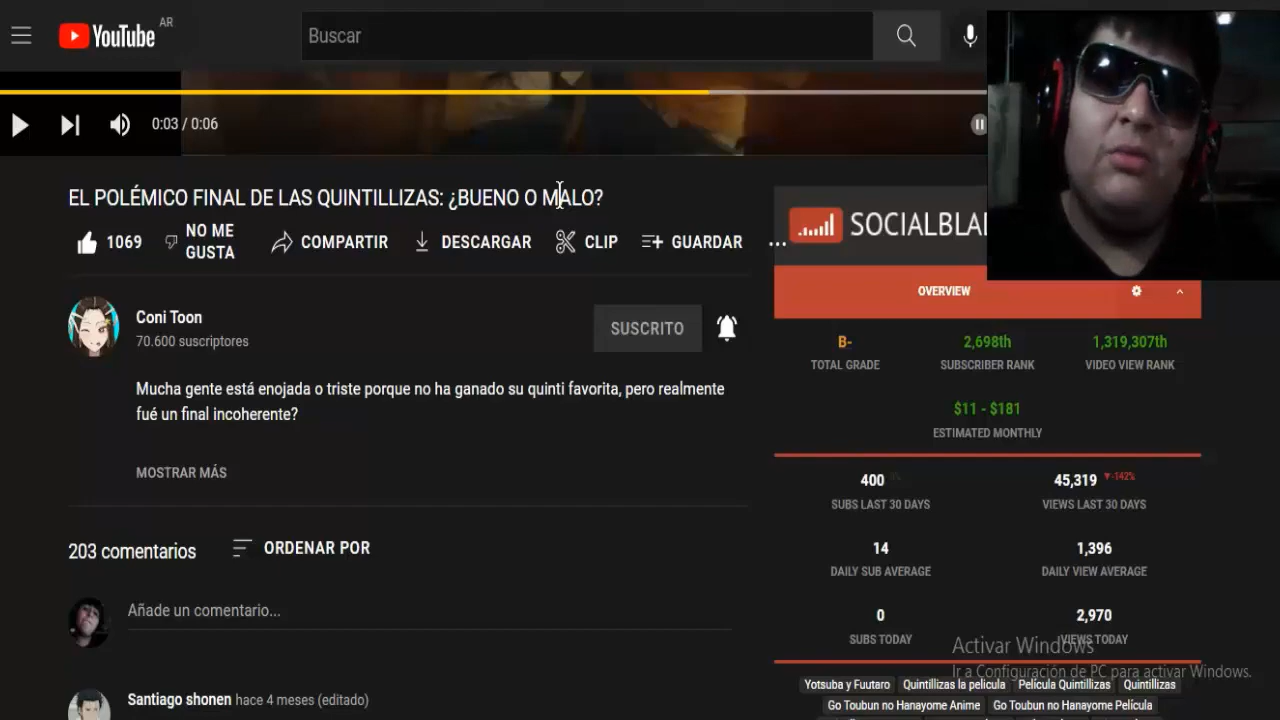 YouTube AR
Buscar
0:03 / 0:06
EL POLÉMICO FINAL DE LAS QUINTILLIZAS: ¿BUENO O MALO?
1069
NO ME GUSTA
COMPARTIR
DESCARGAR
CLIP
GUARDAR
...
Coni Toon
70.600 suscriptores
SUSCRITO
Mucha gente está enojada o triste porque no ha ganado su quinti favorita, pero realmente
fué un final incoherente?
MOSTRAR MÁS
203 comentarios
ORDENAR POR
Añade un comentario...
Santiago shonen hace 4 meses (editado)
SOCIALBLA
OVERVIEW
B- 2,698th 1,319,307th
TOTAL GRADE SUBSCRIBER RANK VIDEO VIEW RANK
$11 - $181
ESTIMATED MONTHLY
400 45,319 -142%
SUBS LAST 30 DAYS VIEWS LAST 30 DAYS
14 1,396
DAILY SUB AVERAGE DAILY VIEW AVERAGE
0 2,970
SUBS TODAY VIEWS TODAY
Activar Windows
Ir a Configuración de PC para activar Windows.
Yotsuba y Fuutaro Quintillizas la pelicula Película Quintillizas Quintillizas
Go Toubun no Hanayome Anime Go Toubun no Hanayome Película